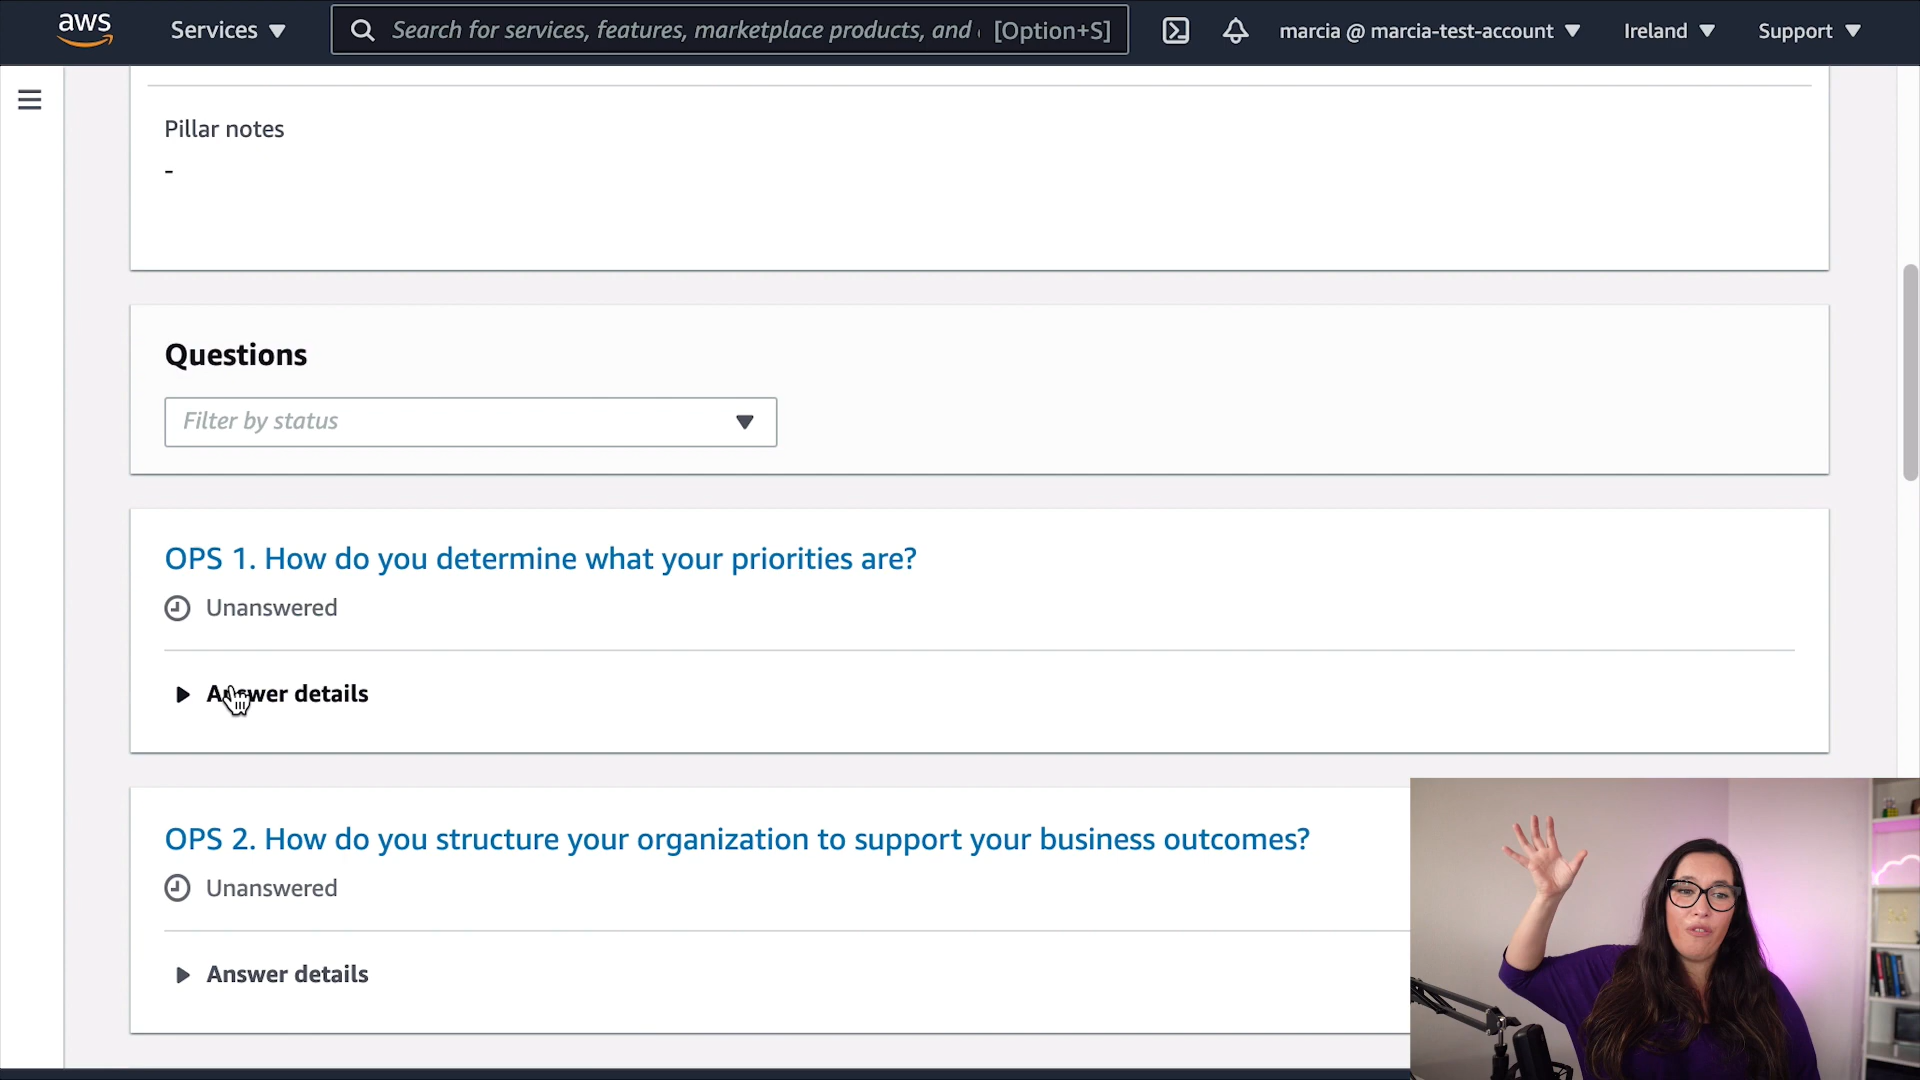 aws
Services
Search for services, features, marketplace products, and
[Option+S]
marcia @ marcia-test-account
Ireland
Support
Pillar notes
-
Questions
Filter by status
OPS 1. How do you determine what your priorities are?
Unanswered
Answer details
OPS 2. How do you structure your organization to support your business outcomes?
Unanswered
Answer details